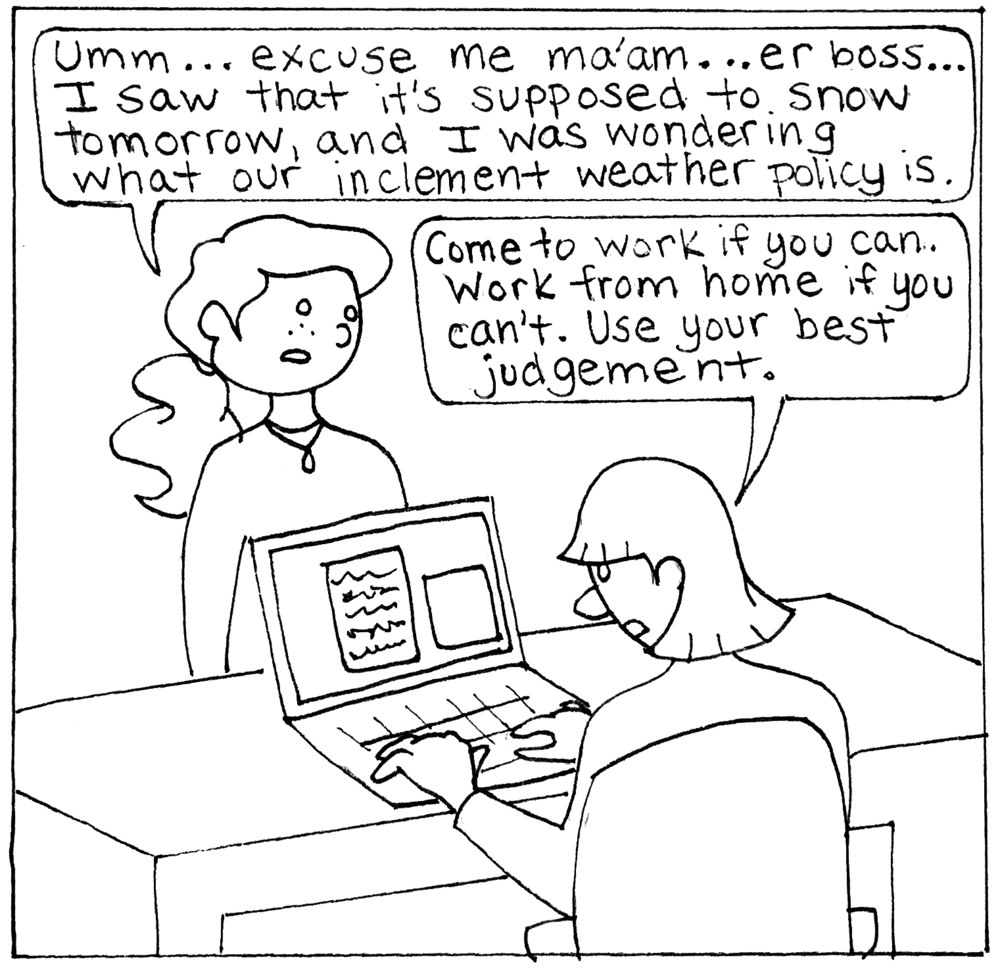 Umm... excuse me ma'am...er boss...
I saw that it's supposed to snow
tomorrow, and I was wondering
what our inclement weather policy is.
Come to work if you can.
Work from home if you
can't. Use your best
judgement.